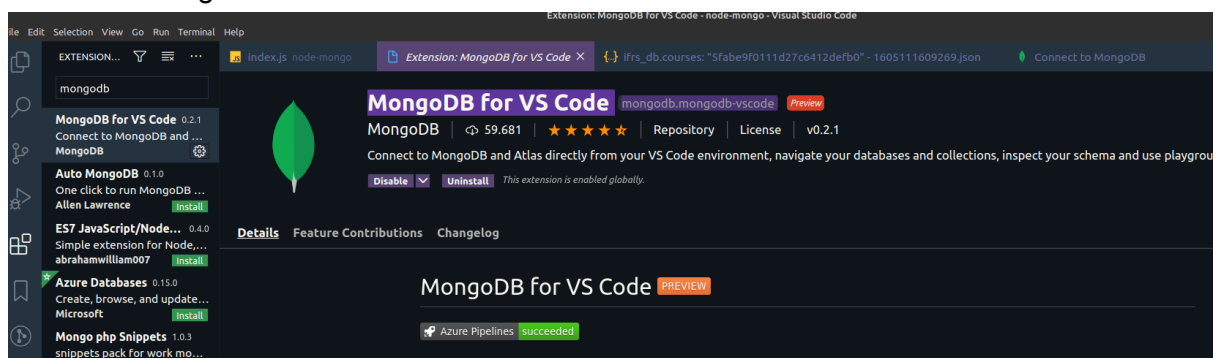 Extension: MongoDB for VS Code - node-mongo - Visual Studio Code
ile Edit Selection View Go Run Terminal Help
EXTENSION... ...
JS index.js node-mongo
Extension: MongoDB for VS Code ×
{..} ifrs_db.courses: "5fabe9f0111d27c6412defb0" - 1605111609269.json
Connect to MongoDB
mongodb
MongoDB for VS Code 0.2.1
Connect to MongoDB and ...
MongoDB
Auto MongoDB 0.1.0
One click to run MongoDB ...
Allen Lawrence Install
ES7 JavaScript/Node... 0.4.0
Simple extension for Node,...
abrahamwilliam007 Install
Azure Databases 0.15.0
Create, browse, and update...
Microsoft Install
Mongo php Snippets 1.0.3
snippets pack for work mo...
MongoDB for VS Code mongodb.mongodb-vscode Preview
MongoDB 59.681 Repository License v0.2.1
Connect to MongoDB and Atlas directly from your VS Code environment, navigate your databases and collections, inspect your schema and use playgrou
Disable Uninstall This extension is enabled globally.
Details Feature Contributions Changelog
MongoDB for VS Code PREVIEW
Azure Pipelines succeeded